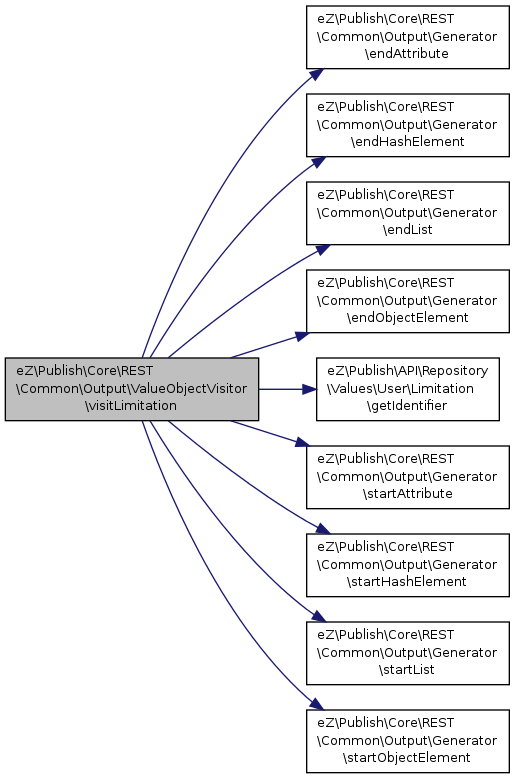 eZ\Publish\Core\REST
\Common\Output\Generator
\endAttribute
eZ\Publish\Core\REST
\Common\Output\Generator
\endHashElement
eZ\Publish\Core\REST
\Common\Output\Generator
\endList
eZ\Publish\Core\REST
\Common\Output\Generator
\endObjectElement
eZ\Publish\Core\REST
\Common\Output\ValueObjectVisitor
\visitLimitation
eZ\Publish\API\Repository
\Values\User\Limitation
\getIdentifier
eZ\Publish\Core\REST
\Common\Output\Generator
\startAttribute
eZ\Publish\Core\REST
\Common\Output\Generator
\startHashElement
eZ\Publish\Core\REST
\Common\Output\Generator
\startList
eZ\Publish\Core\REST
\Common\Output\Generator
\startObjectElement